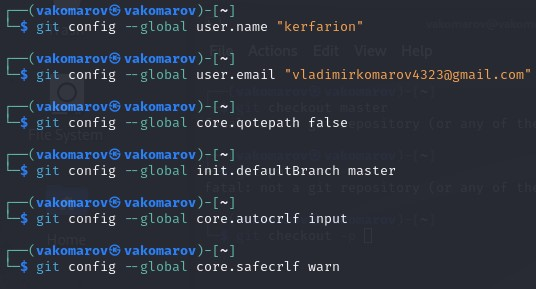 ┌──(vakomarov㉿vakomarov)-[~]
└─$ git config --global user.name "kerfarion"
┌──(vakomarov㉿vakomarov)-[~]
└─$ git config --global user.email "vladimirkomarov4323@gmail.com"
┌──(vakomarov㉿vakomarov)-[~]
└─$ git config --global core.qotepath false
┌──(vakomarov㉿vakomarov)-[~]
└─$ git config --global init.defaultBranch master
┌──(vakomarov㉿vakomarov)-[~]
└─$ git config --global core.autocrlf input
┌──(vakomarov㉿vakomarov)-[~]
└─$ git config --global core.safecrlf warn